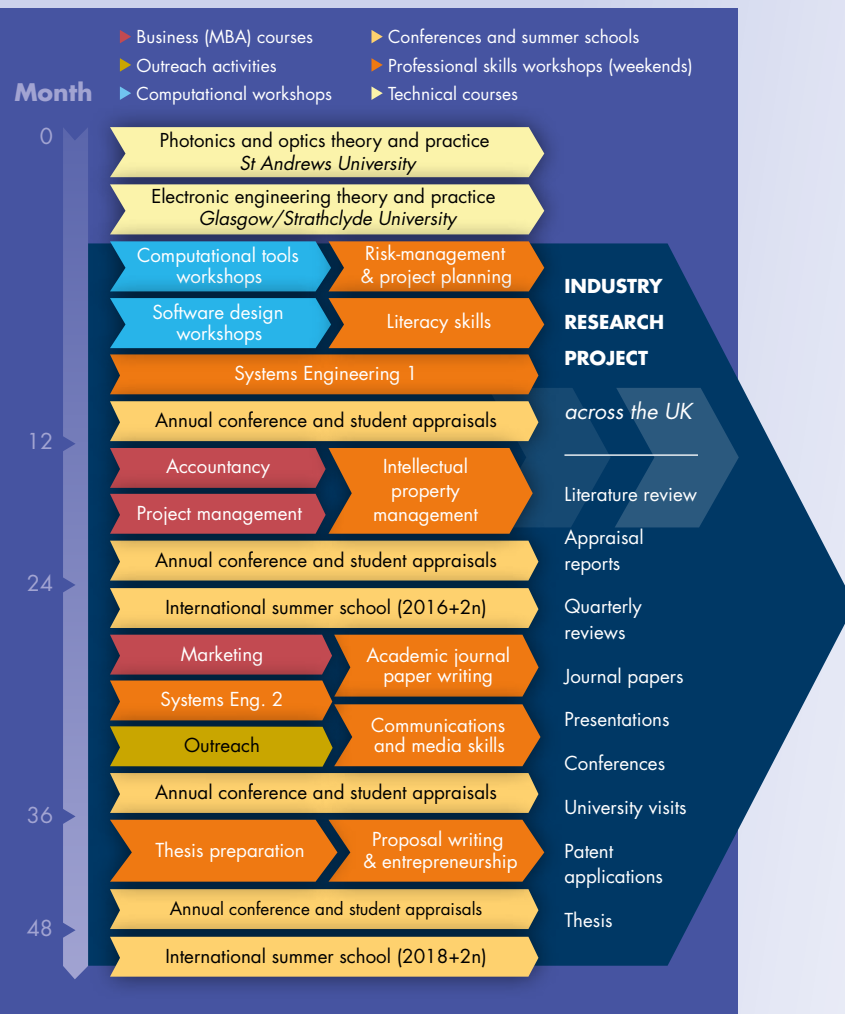 Business (MBA) courses
Outreach activities
Computational workshops
Conferences and summer schools
Professional skills workshops (weekends)
Technical courses
Month
0
Photonics and optics theory and practice
St Andrews University
Electronic engineering theory and practice
Glasgow/Strathclyde University
Computational tools
workshops
Risk-management
& project planning
Software design
workshops
Literacy skills
Systems Engineering 1
Annual conference and student appraisals
12
Accountancy
Project management
Intellectual
property
management
Annual conference and student appraisals
24
International summer school (2016+2n)
Marketing
Systems Eng. 2
Outreach
Academic journal
paper writing
Communications
and media skills
Annual conference and student appraisals
36
Thesis preparation
Proposal writing
& entrepreneurship
Annual conference and student appraisals
48
International summer school (2018+2n)
INDUSTRY
RESEARCH
PROJECT
across the UK
Literature review
Appraisal
reports
Quarterly
reviews
Journal papers
Presentations
Conferences
University visits
Patent
applications
Thesis